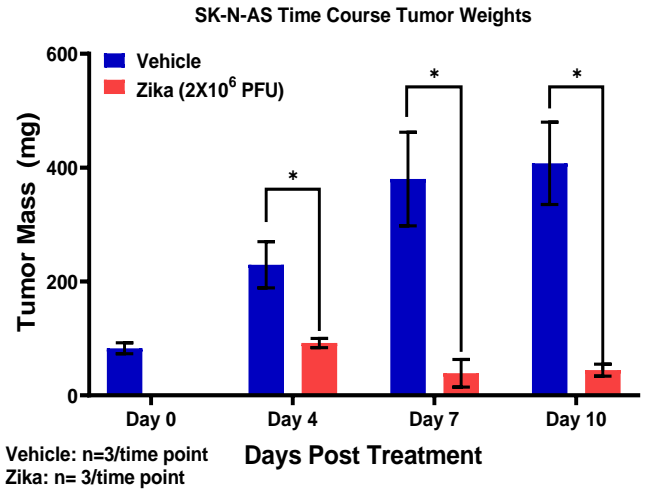 SK-N-AS Time Course Tumor Weights
Vehicle
Zika (2X10⁶ PFU)
Tumor Mass (mg)
600
400
200
0
*
*
*
Day 0 Day 4 Day 7 Day 10
Days Post Treatment
Vehicle: n=3/time point
Zika: n= 3/time point